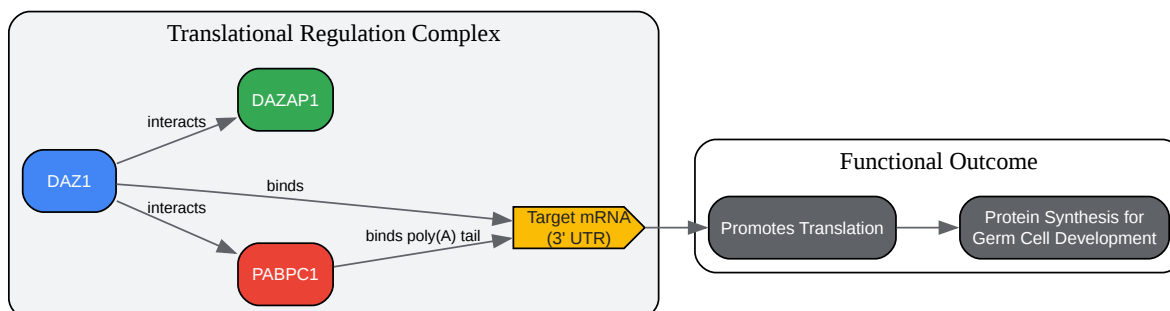 Translational Regulation Complex
DAZAP1
interacts
DAZ1
binds
interacts
binds poly(A) tail
PABPC1
Target mRNA
(3' UTR)
Functional Outcome
Promotes Translation
Protein Synthesis for
Germ Cell Development